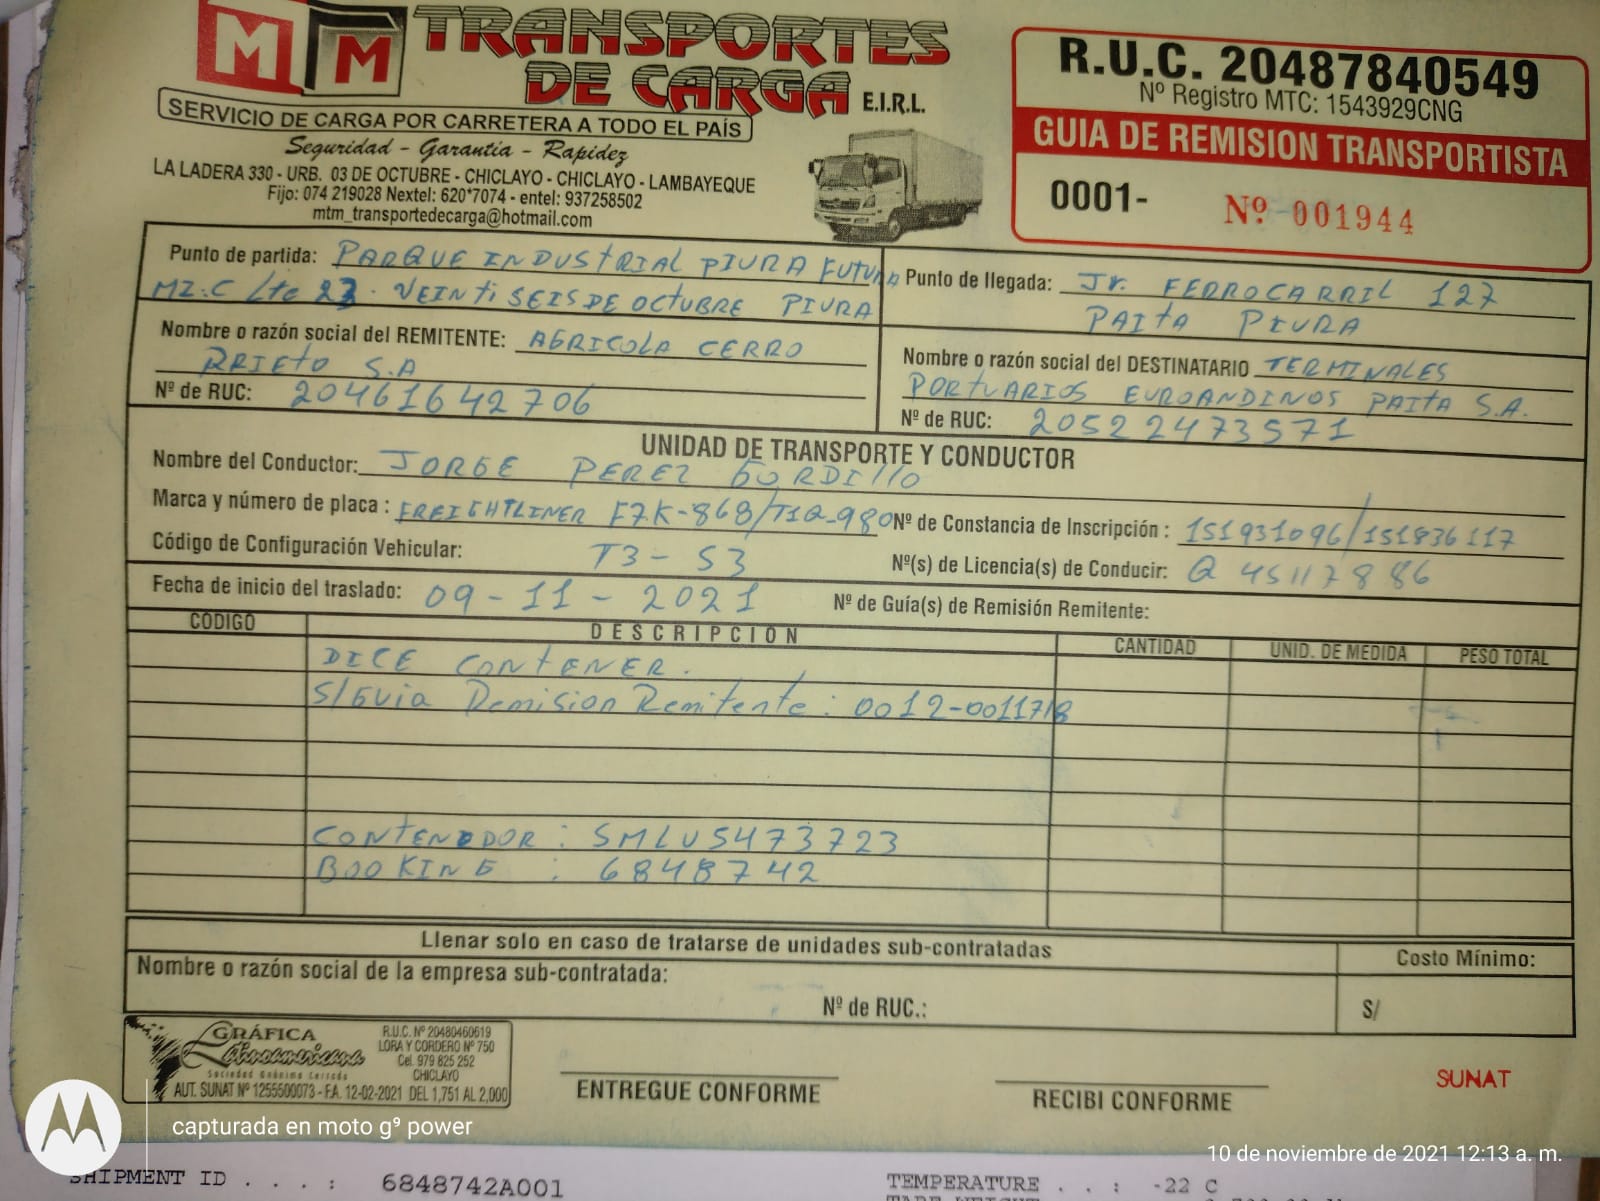 MTM
TRANSPORTES
DE CARGA E.I.R.L.
SERVICIO DE CARGA POR CARRETERA A TODO EL PAÍS
Seguridad - Garantía - Rapidez
LA LADERA 330 - URB. 03 DE OCTUBRE - CHICLAYO - CHICLAYO - LAMBAYEQUE
Fijo: 074 219028 Nextel: 620*7074 - entel: 937258502
mtm_transportedecarga@hotmail.com
R.U.C. 20487840549
Nº Registro MTC: 1543929CNG
GUIA DE REMISION TRANSPORTISTA
0001- Nº 001944
Punto de partida: PARQUE INDUSTRIAL PIURA FUTURA
MZ.C Lte 23. VEINTISEIS DE OCTUBRE PIURA
Punto de llegada: Jr. FERROCARRIL 127
PAITA PIURA
Nombre o razón social del REMITENTE: AGRICOLA CERRO
PRIETO S.A
Nº de RUC: 20461642706
Nombre o razón social del DESTINATARIO TERMINALES
PORTUARIOS EUROANDINOS PAITA S.A.
Nº de RUC: 20522473571
UNIDAD DE TRANSPORTE Y CONDUCTOR
Nombre del Conductor: JORGE PEREZ GORDILLO
Marca y número de placa : FREIGHTLINER F7K-868/T1Q-980 Nº de Constancia de Inscripción : 151931096/151836117
Código de Configuración Vehicular: T3-S3 Nº(s) de Licencia(s) de Conducir: Q 45117886
Fecha de inicio del traslado: 09-11-2021 Nº de Guía(s) de Remisión Remitente:
CÓDIGO DESCRIPCIÓN CANTIDAD UNID. DE MEDIDA PESO TOTAL
DICE CONTENER.
S/Guia Remision Remitente: 0012-0011718
CONTENEDOR : SMLU5473723
BOOKING : 6848742
Llenar solo en caso de tratarse de unidades sub-contratadas
Costo Mínimo:
Nombre o razón social de la empresa sub-contratada:
Nº de RUC.:
S/
GRÁFICA
Latinoamericana
Sociedad Anónima Cerrada
R.U.C. Nº 20480460619
LORA Y CORDERO Nº 750
Cel. 979 825 252
CHICLAYO
AUT. SUNAT Nº 1255500073 - F.A. 12-02-2021 DEL 1,751 AL 2,000
ENTREGUE CONFORME
RECIBI CONFORME
SUNAT
capturada en moto g⁹ power
10 de noviembre de 2021 12:13 a. m.
SHIPMENT ID . . . : 6848742A001
TEMPERATURE . . : -22 C